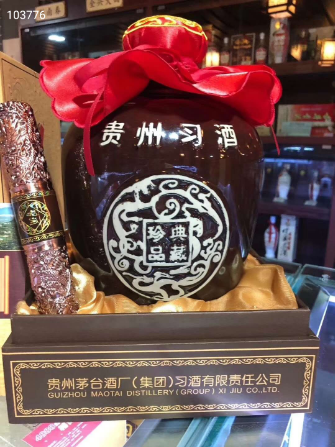 103776
贵州习酒
珍典
品藏
贵州茅台酒厂(集团)习酒有限责任公司
GUIZHOU MAOTAI DISTILLERY (GROUP) XI JIU CO.,LTD.